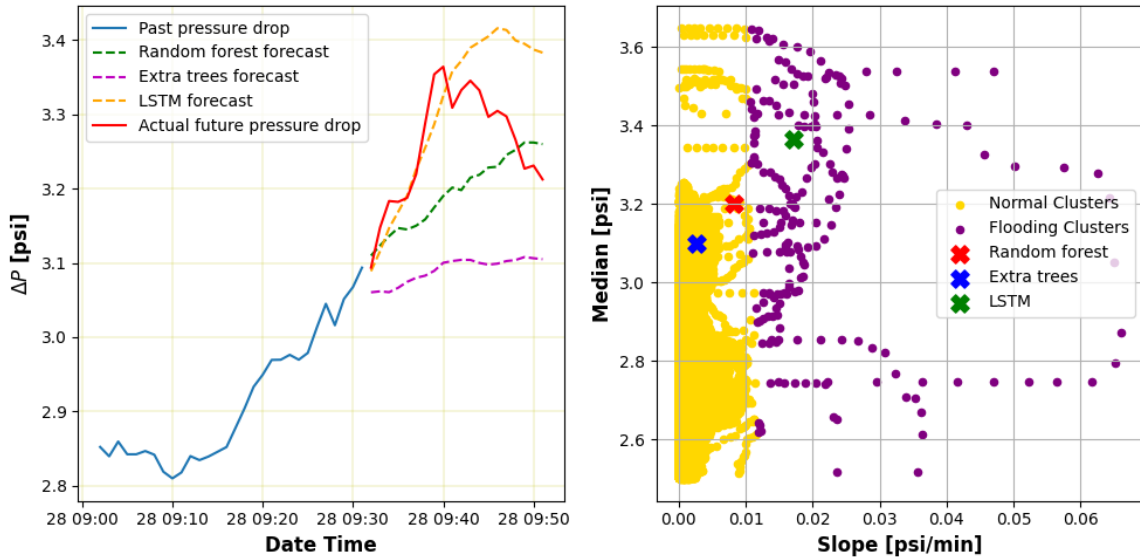 3.4
3.3
3.2
3.1
3.0
2.9
2.8
ΔP [psi]
Past pressure drop
Random forest forecast
Extra trees forecast
LSTM forecast
Actual future pressure drop
28 09:00 28 09:10 28 09:20 28 09:30 28 09:40 28 09:50
Date Time
3.6
3.4
3.2
3.0
2.8
2.6
Median [psi]
Normal Clusters
Flooding Clusters
Random forest
Extra trees
LSTM
0.00 0.01 0.02 0.03 0.04 0.05 0.06
Slope [psi/min]